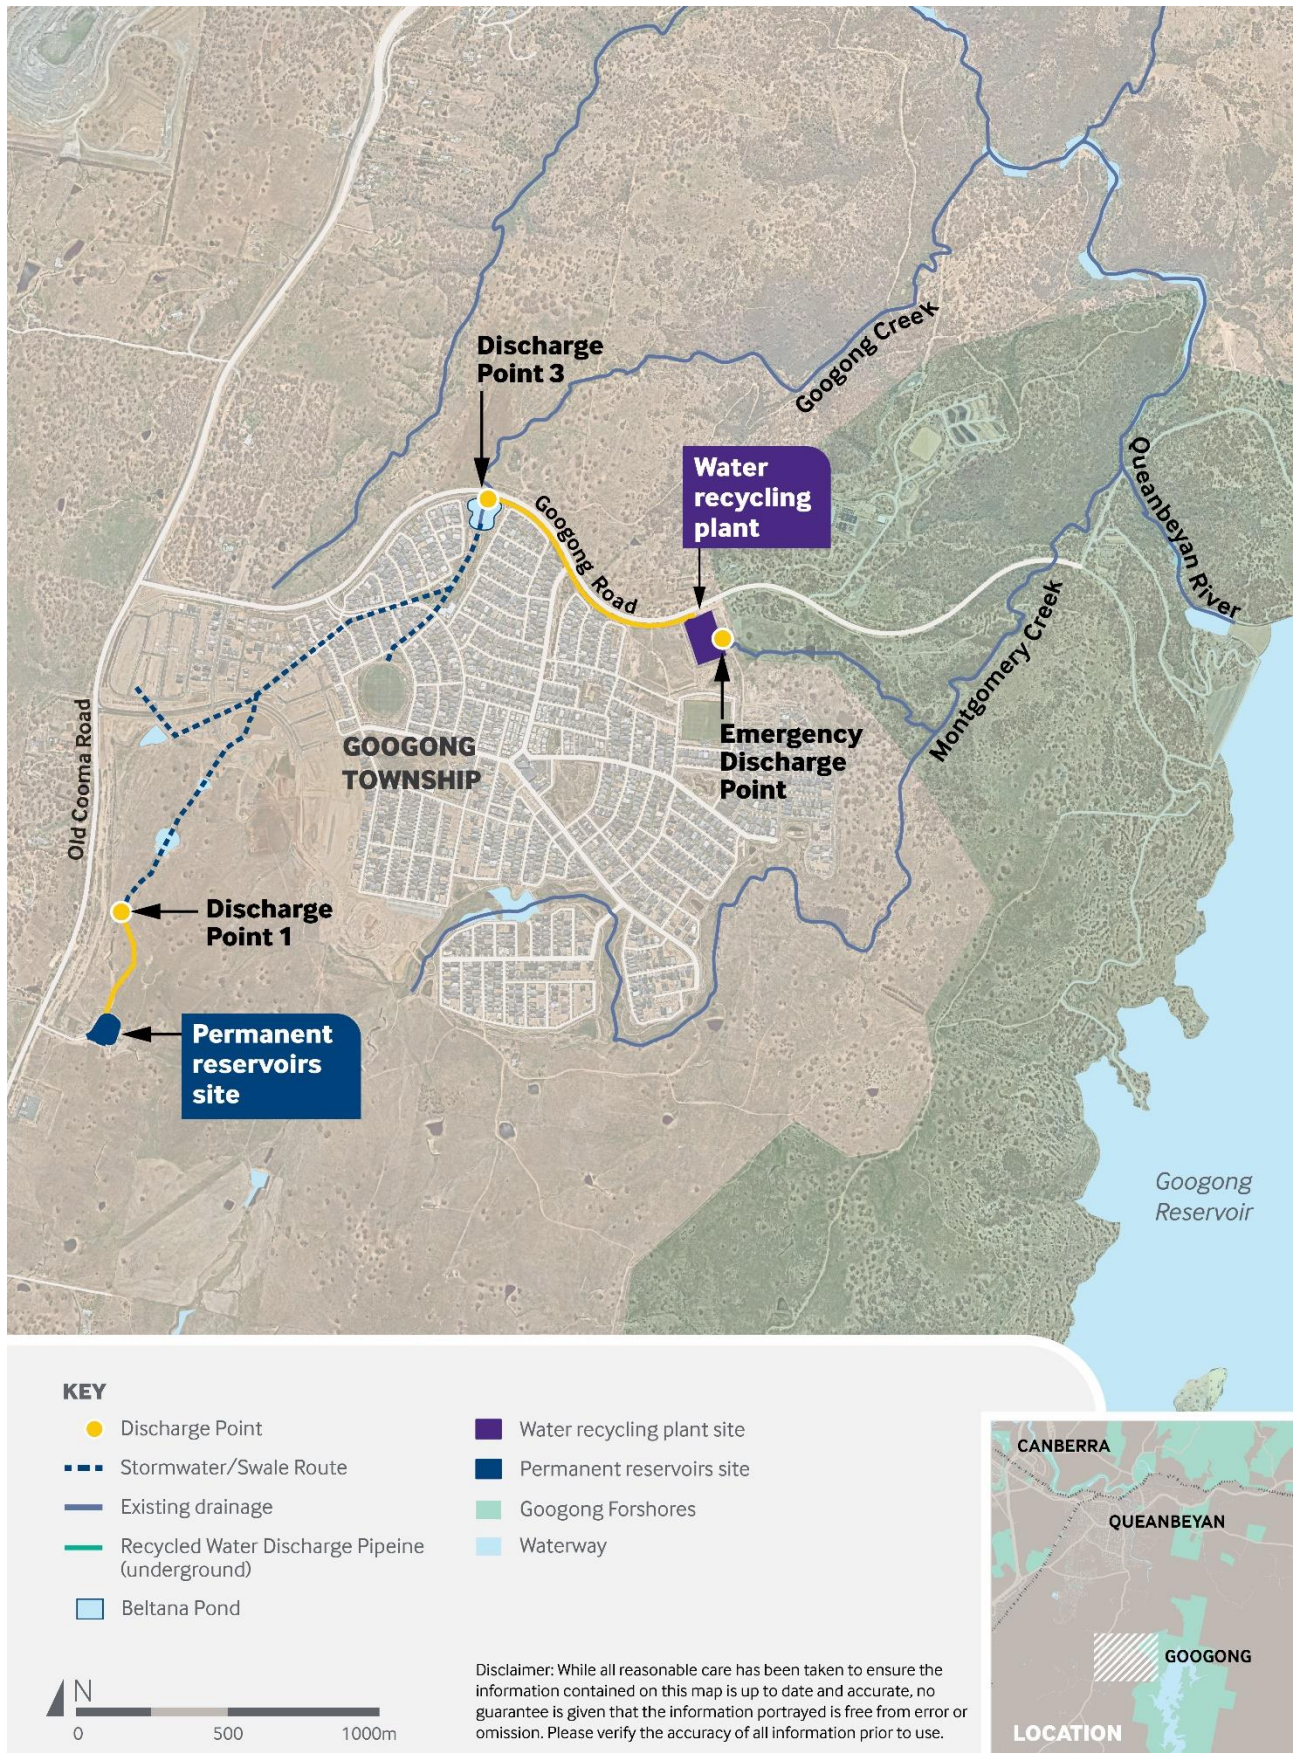 Discharge
Point 3
Googong Creek
Water
recycling
plant
Queanbeyan River
Googong Road
Montgomery Creek
Emergency
Discharge
Point
GOOGONG
TOWNSHIP
Old Cooma Road
Discharge
Point 1
Permanent
reservoirs
site
Googong
Reservoir
KEY
Discharge Point
Stormwater/Swale Route
Existing drainage
Recycled Water Discharge Pipeine
(underground)
Beltana Pond
Water recycling plant site
Permanent reservoirs site
Googong Forshores
Waterway
N
0 500 1000m
Disclaimer: While all reasonable care has been taken to ensure the
information contained on this map is up to date and accurate, no
guarantee is given that the information portrayed is free from error or
omission. Please verify the accuracy of all information prior to use.
CANBERRA
QUEANBEYAN
GOOGONG
LOCATION